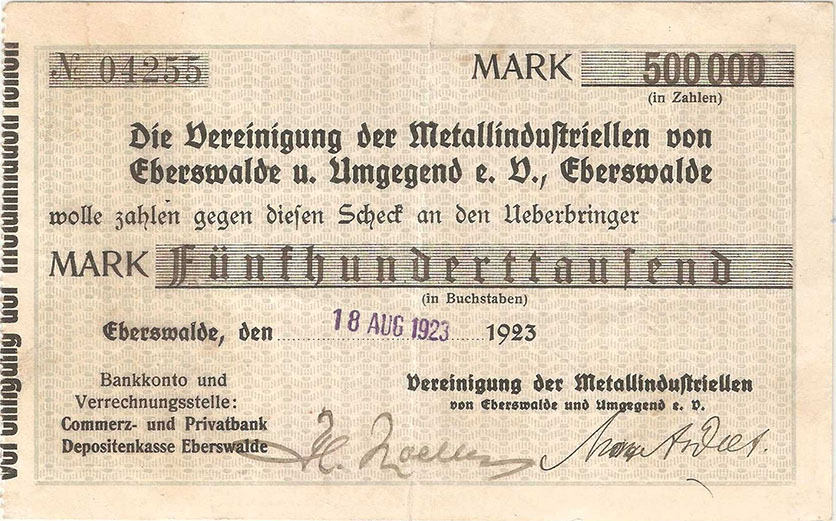 № 04255
MARK 500000
(in Zahlen)
Die Vereinigung der Metallindustriellen von
Eberswalde u. Umgegend e. V., Eberswalde
wolle zahlen gegen diesen Scheck an den Ueberbringer
MARK Fünfhunderttausend
(in Buchstaben)
Eberswalde, den 18 AUG 1923 1923
Bankkonto und
Verrechnungsstelle:
Commerz- und Privatbank
Depositenkasse Eberswalde
Vereinigung der Metallindustriellen
von Eberswalde und Umgegend e. V.